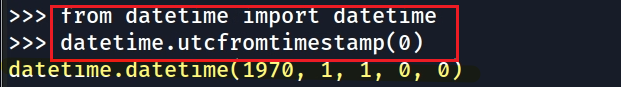 >>> from datetime import datetime
>>> datetime.utcfromtimestamp(0)
datetime.datetime(1970, 1, 1, 0, 0)